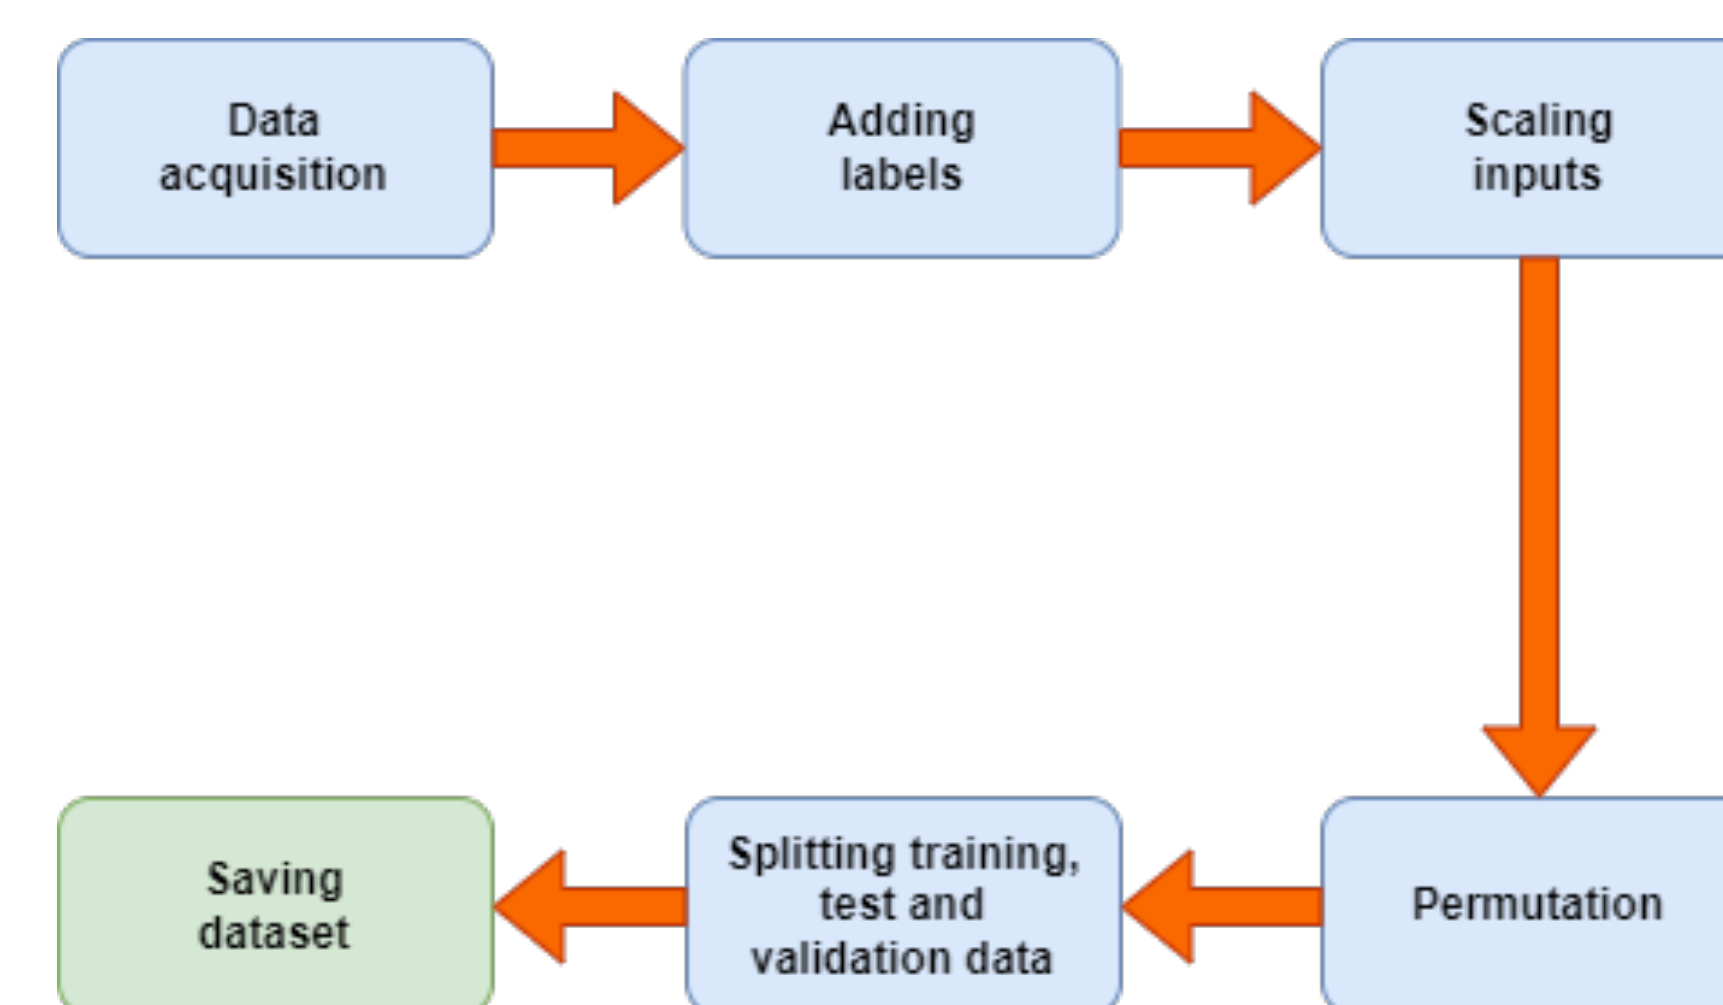 Data
acquisition
Adding
labels
Scaling
inputs
Permutation
Splitting training,
test and
validation data
Saving
dataset